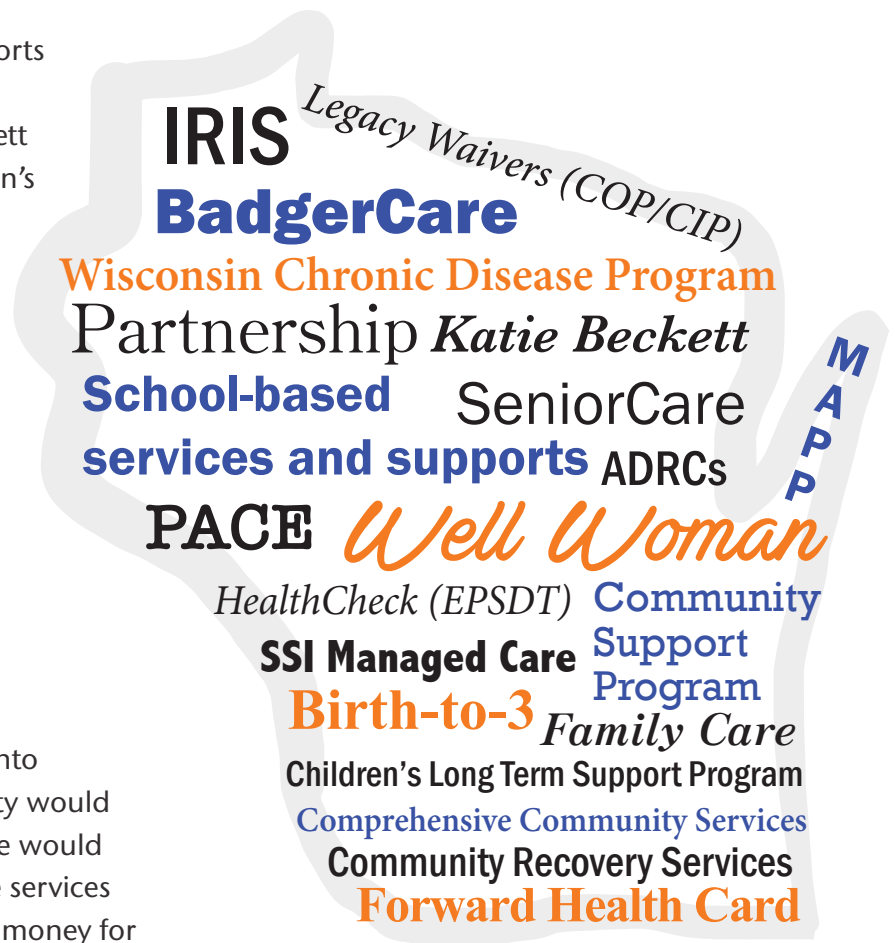 orts
ett
n's
IRIS
Legacy Waivers (COP/CIP)
BadgerCare
Wisconsin Chronic Disease Program
Partnership Katie Beckett
MAPP
School-based
services and supports
SeniorCare
ADRCs
PACE Well Woman
HealthCheck (EPSDT)
Community
Support
Program
SSI Managed Care
Birth-to-3
Family Care
Children's Long Term Support Program
Comprehensive Community Services
Community Recovery Services
Forward Health Card
nto
ty would
e would
e services
money for